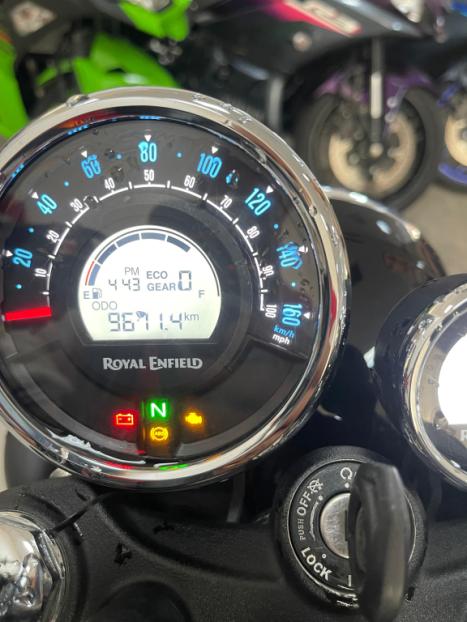 20 40 60 80 100 120 140 160
10 20 30 40 50 60 70 80 90 100
km/h
mph
PM ECO
4 43 GEAR 0
E F
ODO
9671.4 km
ROYAL ENFIELD
N
ABS
PUSH OFF
LOCK